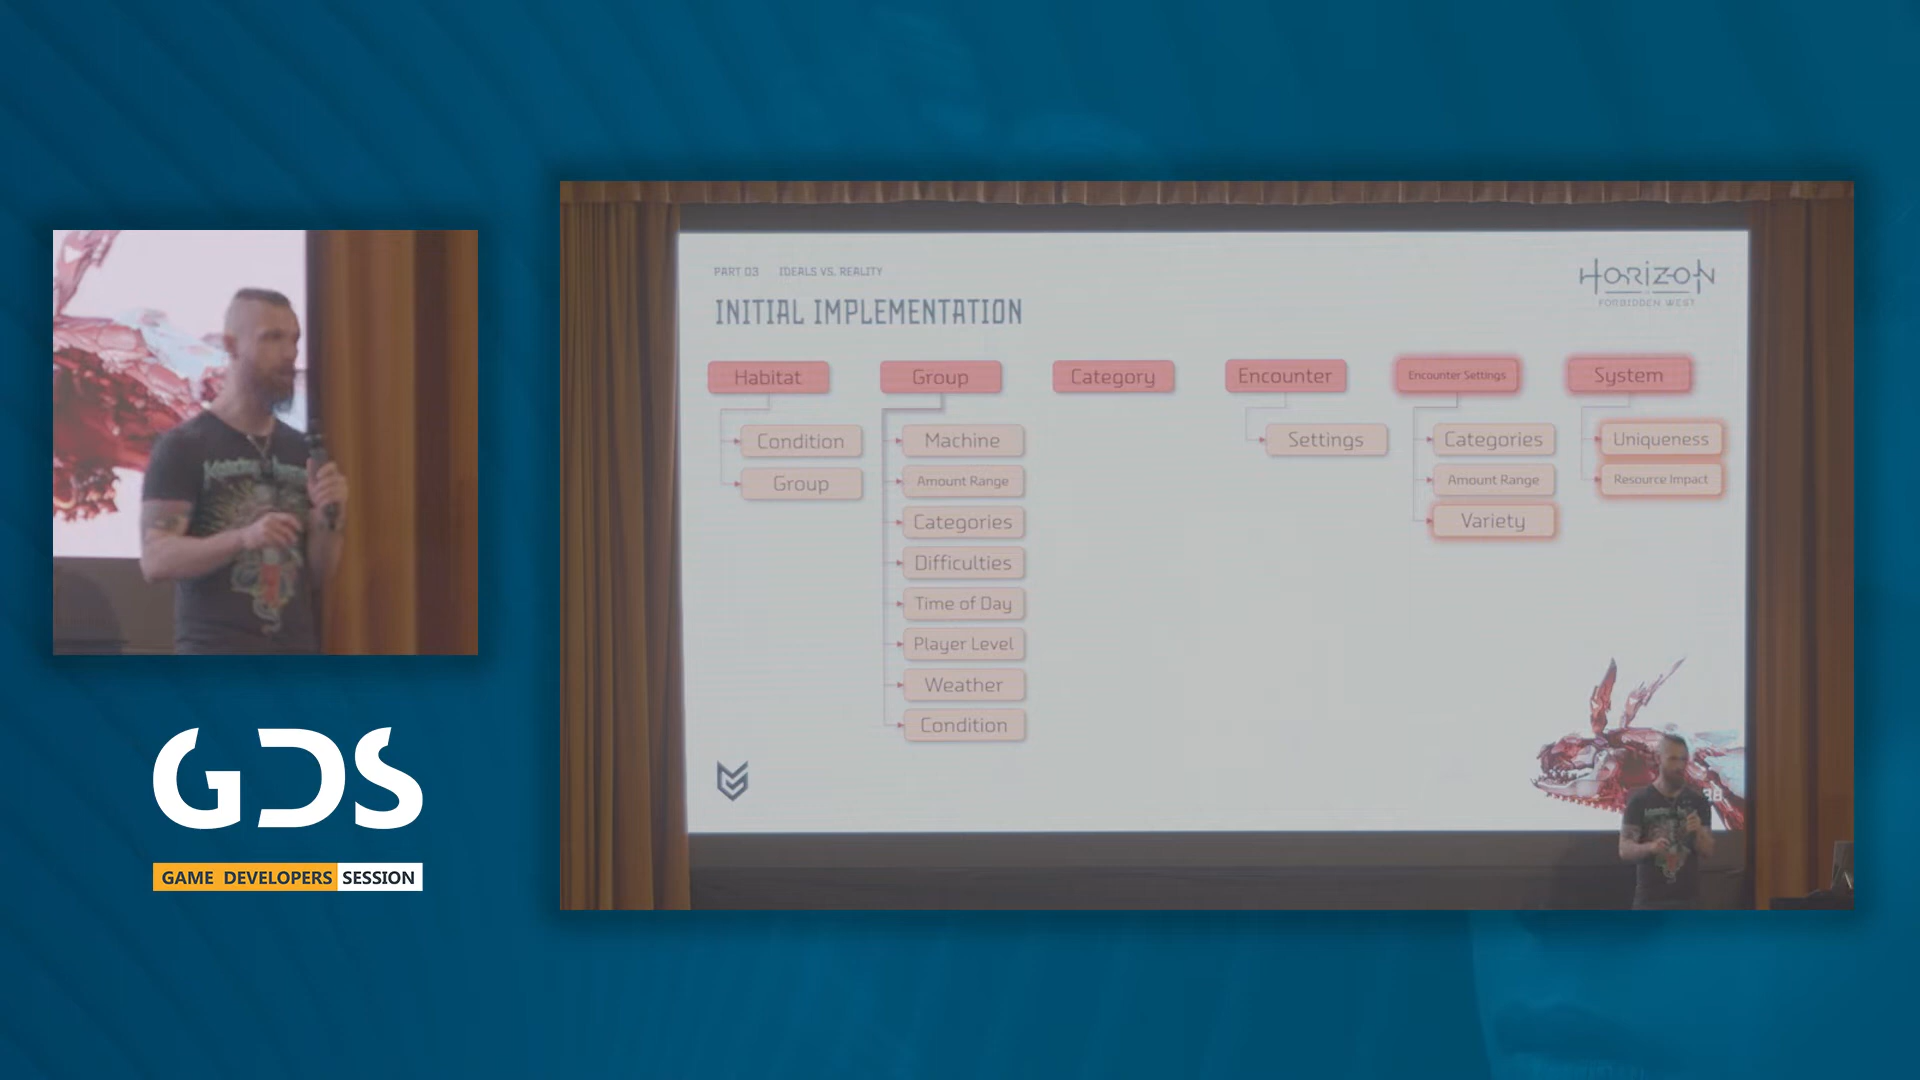 PART 03 IDEALS VS. REALITY
INITIAL IMPLEMENTATION
HORIZON
FORBIDDEN WEST
Habitat
Condition
Group
Group
Machine
Amount Range
Categories
Difficulties
Time of Day
Player Level
Weather
Condition
Category
Encounter
Settings
Encounter Settings
Categories
Amount Range
Variety
System
Uniqueness
Resource Impact
GDS
GAME DEVELOPERS SESSION